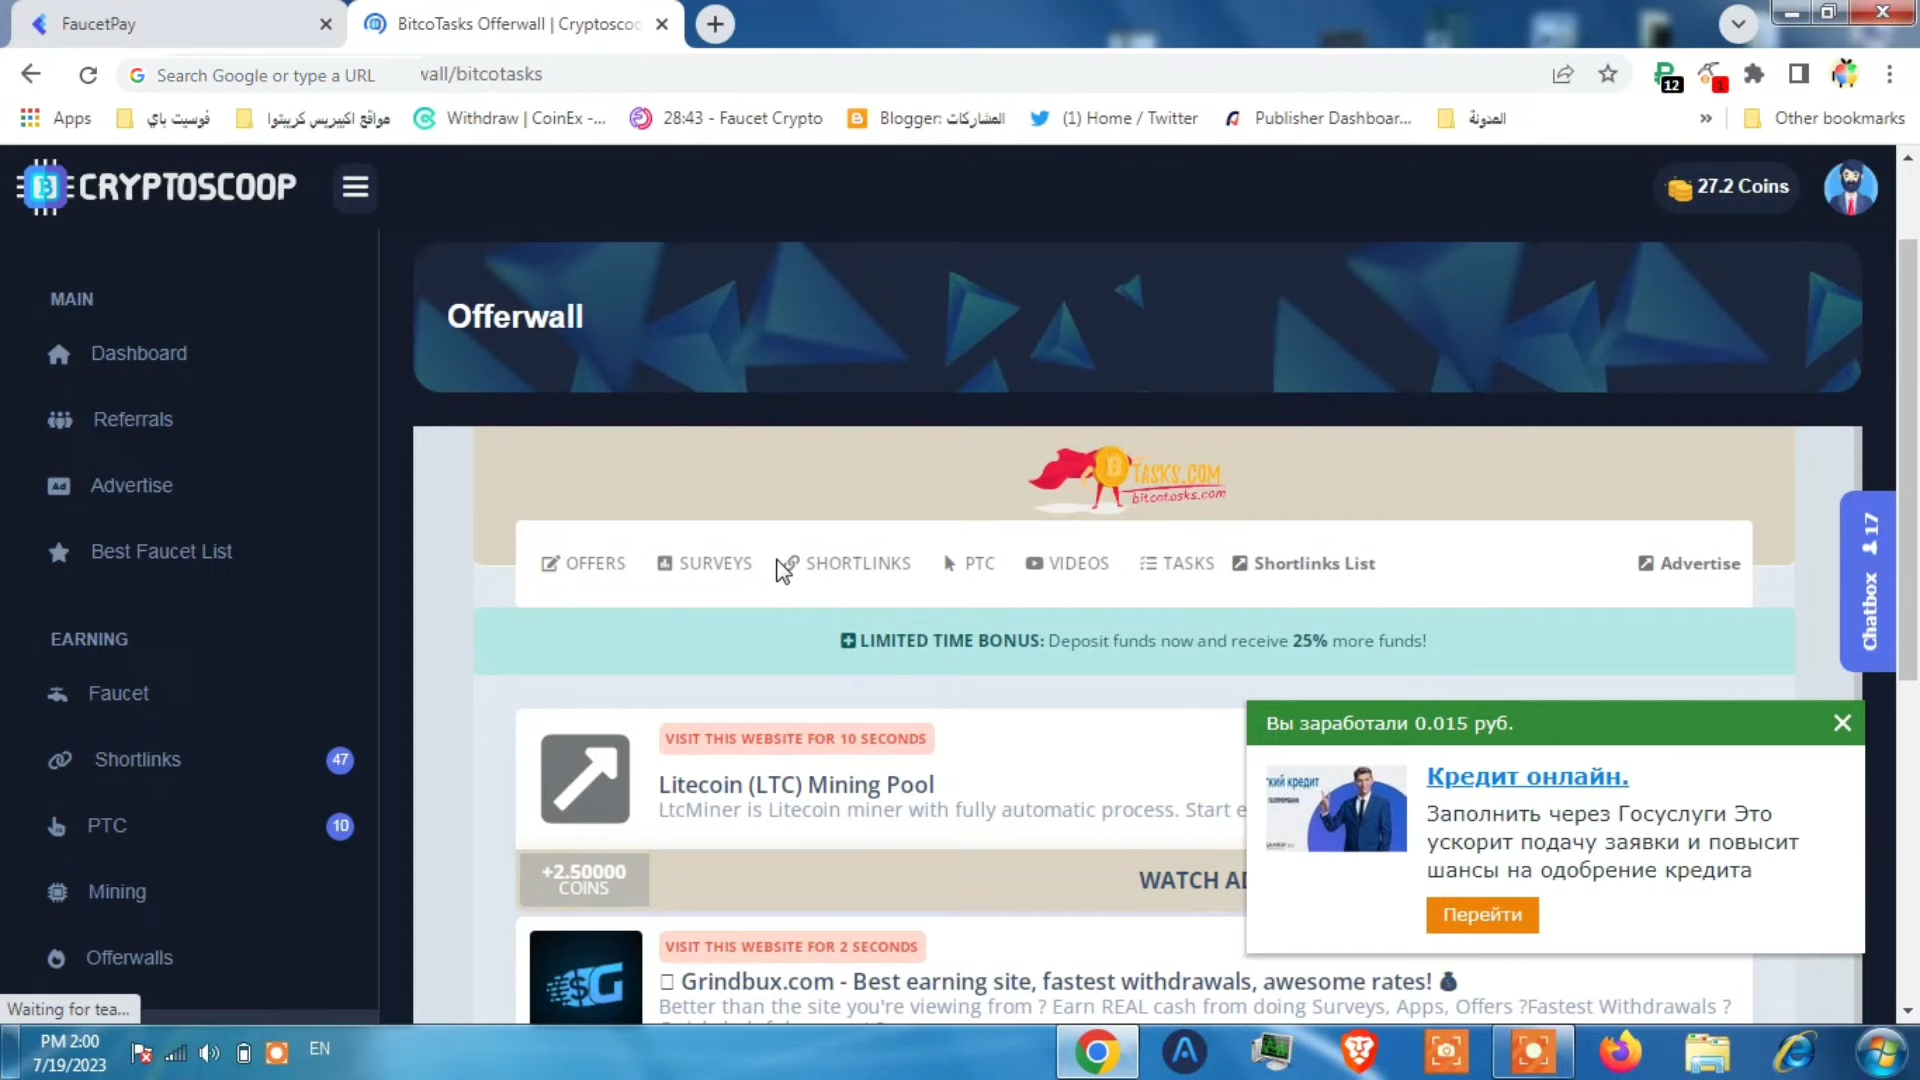 FaucetPay
BitcoTasks Offerwall | Cryptoscoo
Search Google or type a URL
wall/bitcotasks
12
1
Apps
فوسيت باي
مواقع اكسبيريس كريبتوا
Withdraw | CoinEx -...
28:43 - Faucet Crypto
Blogger: المشاركات
(1) Home / Twitter
Publisher Dashboar...
المدونة
»
Other bookmarks
CRYPTOSCOOP
27.2 Coins
MAIN
Dashboard
Referrals
Advertise
Best Faucet List
EARNING
Faucet
Shortlinks
47
PTC
10
Mining
Offerwalls
Offerwall
TASKS.COM
bitcotasks.com
OFFERS
SURVEYS
SHORTLINKS
PTC
VIDEOS
TASKS
Shortlinks List
Advertise
LIMITED TIME BONUS: Deposit funds now and receive 25% more funds!
Chatbox 17
VISIT THIS WEBSITE FOR 10 SECONDS
Litecoin (LTC) Mining Pool
LtcMiner is Litecoin miner with fully automatic process. Start e
+2.50000
COINS
WATCH AD
VISIT THIS WEBSITE FOR 2 SECONDS
Grindbux.com - Best earning site, fastest withdrawals, awesome rates!
Better than the site you're viewing from ? Earn REAL cash from doing Surveys, Apps, Offers ?Fastest Withdrawals ?
Вы заработали 0.015 руб.
Кредит онлайн.
Заполнить через Госуслуги Это
ускорит подачу заявки и повысит
шансы на одобрение кредита
Перейти
Waiting for tea...
PM 2:00
7/19/2023
EN